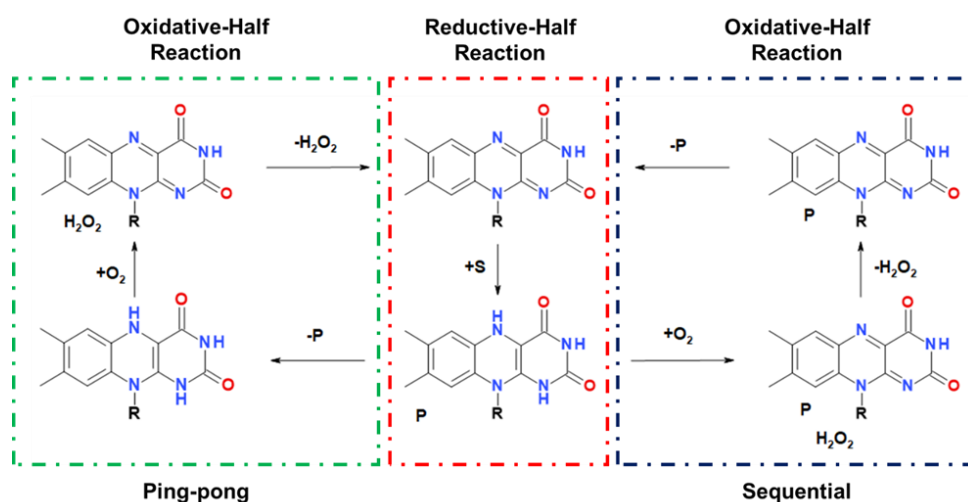 Oxidative-Half
Reaction
Reductive-Half
Reaction
Oxidative-Half
Reaction
O
N
NH
N
N
O
R
H₂O₂
-H₂O₂
O
N
NH
N
N
O
R
-P
O
N
NH
N
N
O
R
P
+O₂
+S
-H₂O₂
H
N
O
NH
N
N
H
O
R
-P
H
N
O
NH
N
N
H
O
R
P
+O₂
O
N
NH
N
N
O
R
P
H₂O₂
Ping-pong
Sequential